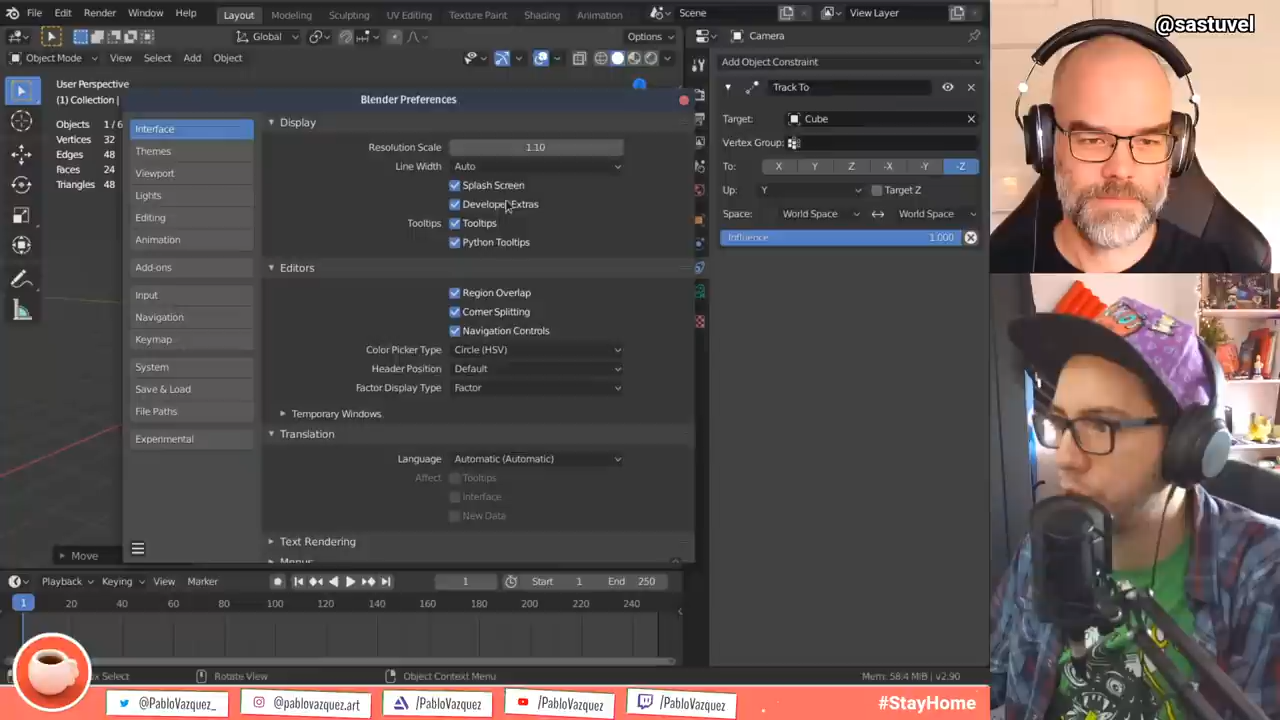 @sastuvel
File Edit Render Window Help Layout Modeling Sculpting UV Editing Texture Paint Shading Animation Scene View Layer
Global Options Camera
Object Mode View Select Add Object Add Object Constraint
User Perspective
(1) Collection |
Track To
Blender Preferences
Objects 1/6
Vertices 32
Edges 48
Faces 24
Triangles 48
Target: Cube
Vertex Group:
To: X Y Z -X -Y -Z
Up: Y Target Z
Space: World Space World Space
Influence 1.000
Interface
Themes
Viewport
Lights
Editing
Animation
Add-ons
Input
Navigation
Keymap
System
Save & Load
File Paths
Experimental
Display
Resolution Scale 1.10
Line Width Auto
Splash Screen
Developer Extras
Tooltips Tooltips
Python Tooltips
Editors
Region Overlap
Corner Splitting
Navigation Controls
Color Picker Type Circle (HSV)
Header Position Default
Factor Display Type Factor
Temporary Windows
Translation
Language Automatic (Automatic)
Affect Tooltips
Interface
New Data
Text Rendering
Menus
Move
Playback Keying View Marker 1 Start 1 End 250
1 20 40 60 80 100 120 140 160 180 200 220 240
Select Rotate View Object Context Menu Mem: 58.4 MiB | v2.90
@PabloVazquez_ @pablovazquez.art /PabloVazquez /PabloVazquez /PabloVazquez #StayHome